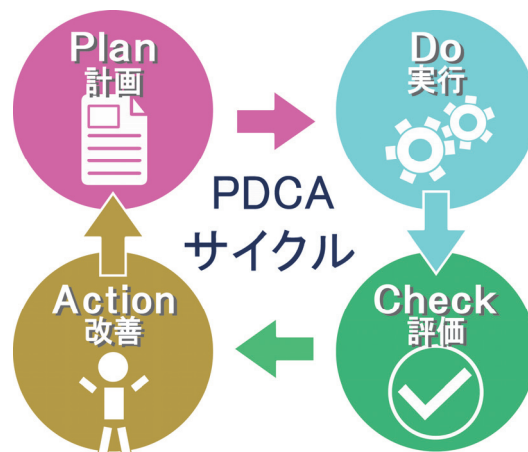 Plan
計画
Do
実行
PDCA
サイクル
Action
改善
Check
評価